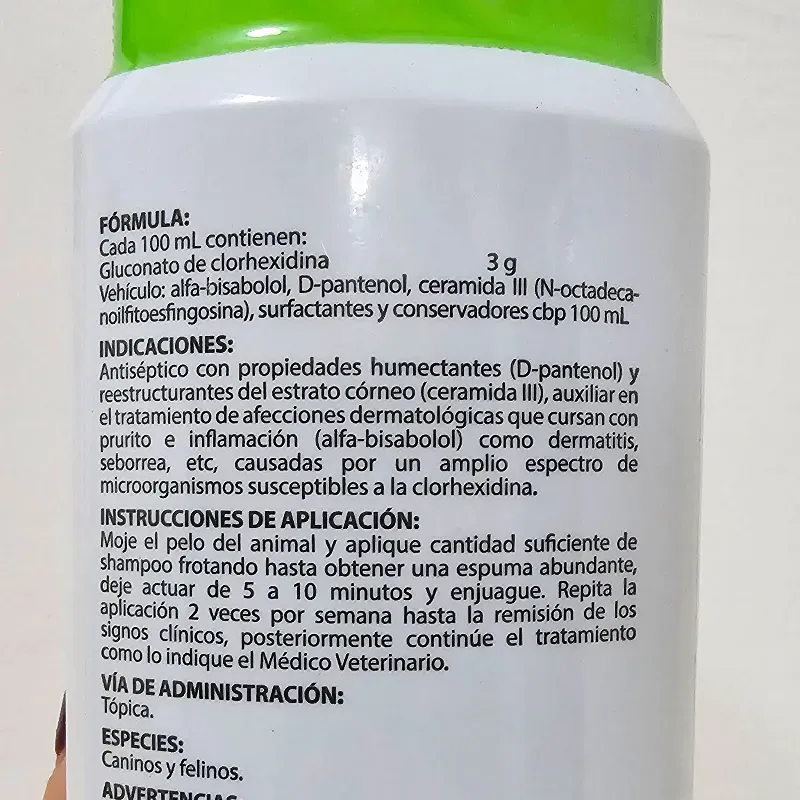 FÓRMULA:
Cada 100 mL contienen:
Gluconato de clorhexidina 3 g
Vehículo: alfa-bisabolol, D-pantenol, ceramida III (N-octadeca-
noilfitoesfingosina), surfactantes y conservadores cbp 100 mL
INDICACIONES:
Antiséptico con propiedades humectantes (D-pantenol) y
reestructurantes del estrato córneo (ceramida III), auxiliar en
el tratamiento de afecciones dermatológicas que cursan con
prurito e inflamación (alfa-bisabolol) como dermatitis,
seborrea, etc, causadas por un amplio espectro de
microorganismos susceptibles a la clorhexidina.
INSTRUCCIONES DE APLICACIÓN:
Moje el pelo del animal y aplique cantidad suficiente de
shampoo frotando hasta obtener una espuma abundante,
deje actuar de 5 a 10 minutos y enjuague. Repita la
aplicación 2 veces por semana hasta la remisión de los
signos clínicos, posteriormente continúe el tratamiento
como lo indique el Médico Veterinario.
VÍA DE ADMINISTRACIÓN:
Tópica.
ESPECIES:
Caninos y felinos.
ADVERTENCIAS